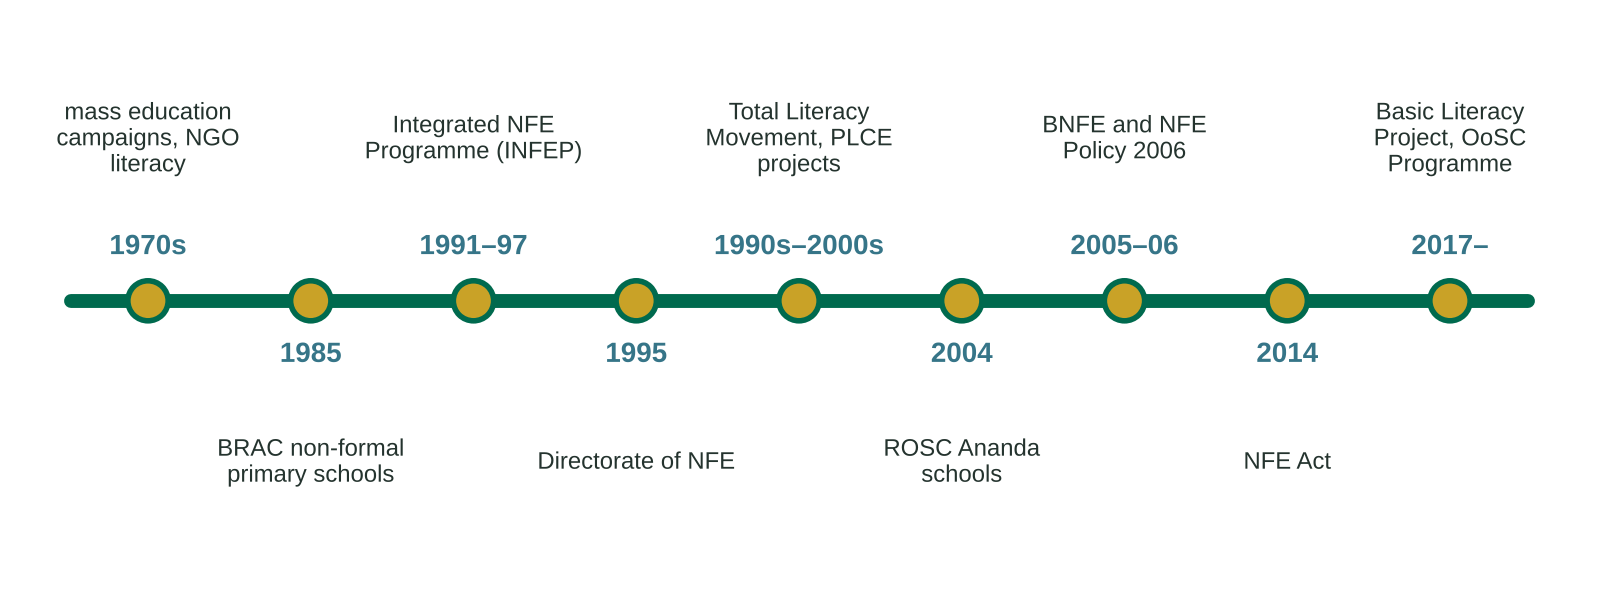 mass education
campaigns, NGO
literacy
1970s
1985
BRAC non-formal
primary schools
Integrated NFE
Programme (INFEP)
1991–97
1995
Directorate of NFE
Total Literacy
Movement, PLCE
projects
1990s–2000s
2004
ROSC Ananda
schools
BNFE and NFE
Policy 2006
2005–06
2014
NFE Act
Basic Literacy
Project, OoSC
Programme
2017–